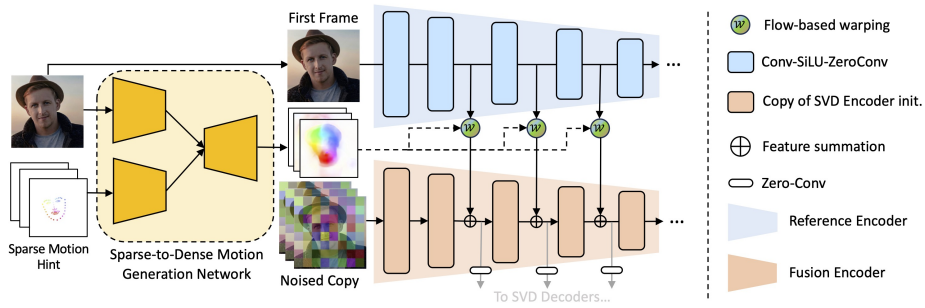 First Frame
Sparse Motion
Hint
Sparse-to-Dense Motion
Generation Network
Noised Copy
W
W
W
To SVD Decoders...
W
Flow-based warping
Conv-SiLU-ZeroConv
Copy of SVD Encoder init.
Feature summation
Zero-Conv
Reference Encoder
Fusion Encoder